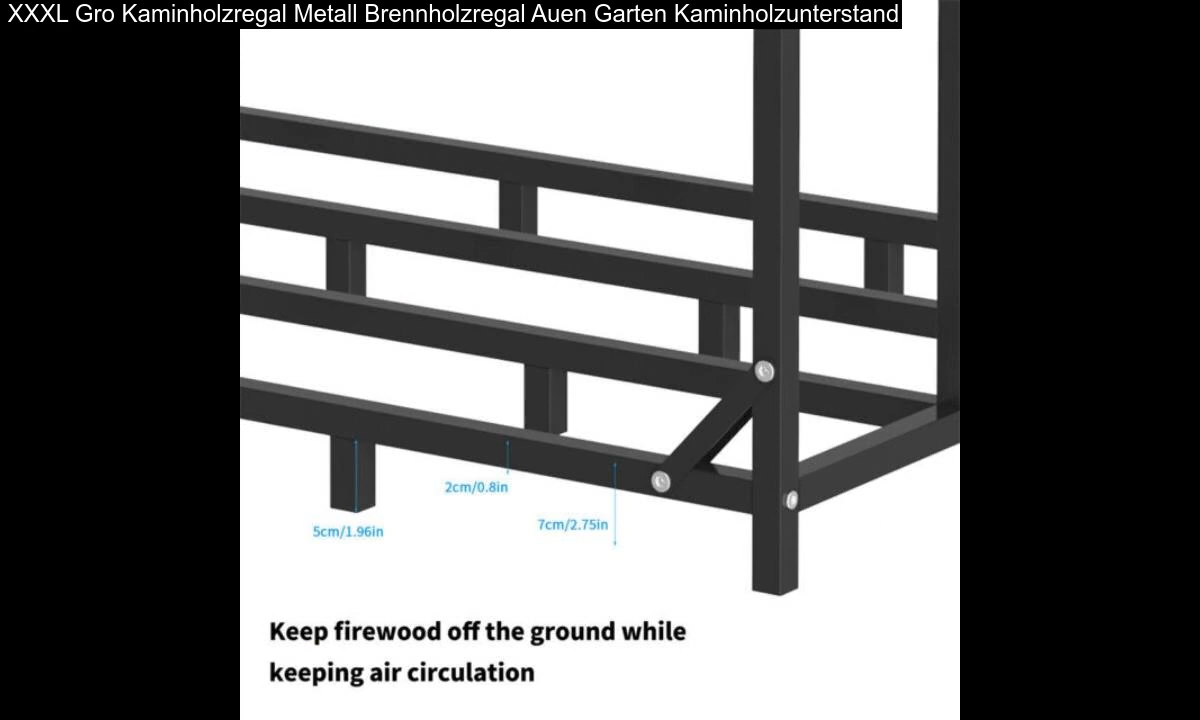 XXXL Gro Kaminholzregal Metall Brennholzregal Auen Garten Kaminholzunterstand
2cm/0.8in
7cm/2.75in
5cm/1.96in
Keep firewood off the ground while
keeping air circulation